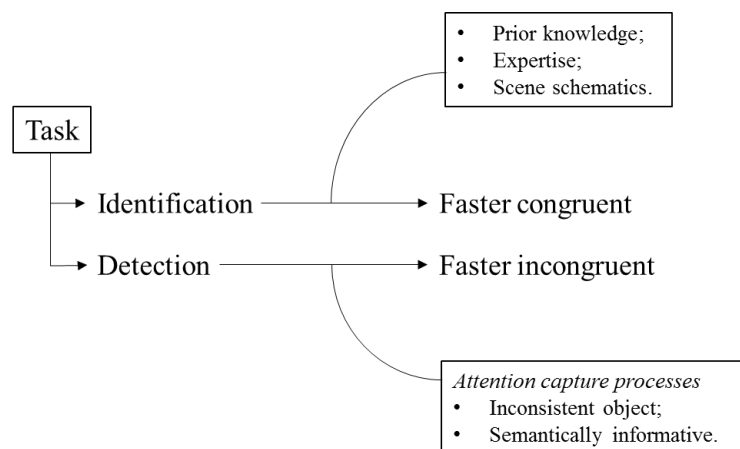 • Prior knowledge;
• Expertise;
• Scene schematics.
Task
Identification
Faster congruent
Detection
Faster incongruent
Attention capture processes
• Inconsistent object;
• Semantically informative.